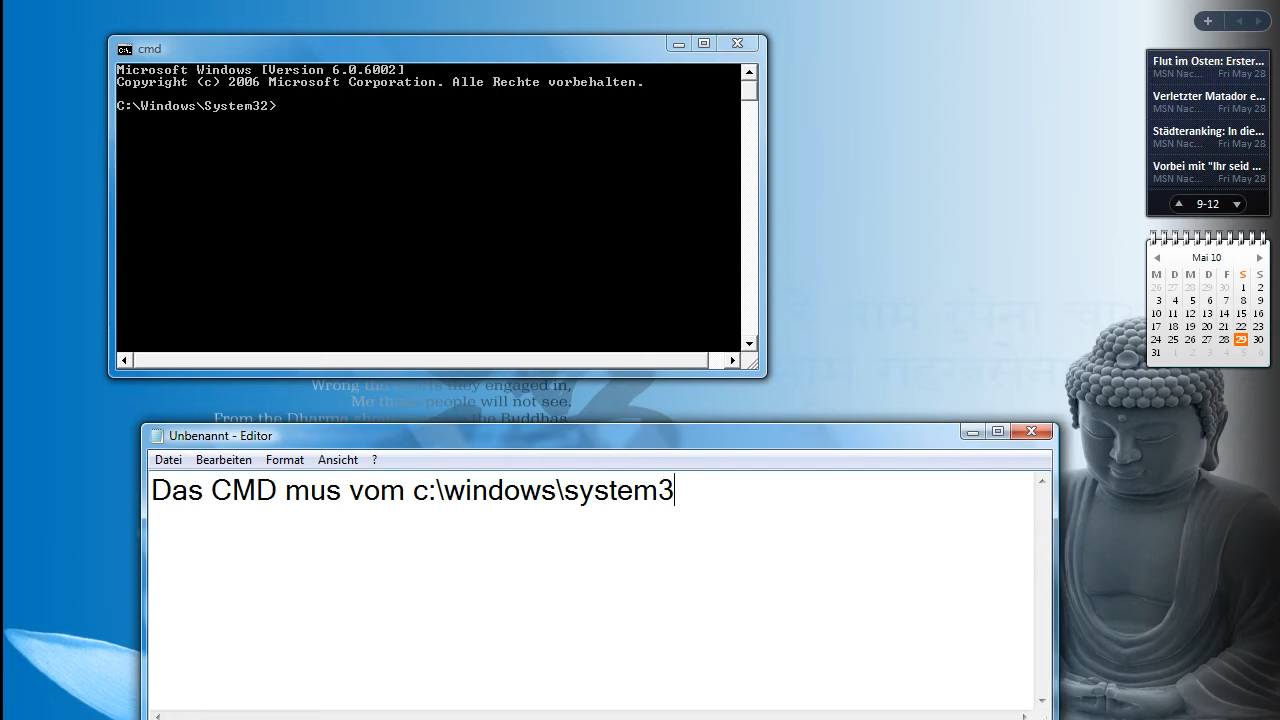 cmd
Microsoft Windows [Version 6.0.6002]
Copyright (c) 2006 Microsoft Corporation. Alle Rechte vorbehalten.
C:\Windows\System32>
Flut im Osten: Erster...
MSN Nac... Fri May 28
Verletzter Matador e...
MSN Nac... Fri May 28
Städteranking: In die...
MSN Nac... Fri May 28
Vorbei mit "Ihr seid ...
MSN Nac... Fri May 28
9-12
Mai 10
M D M D F S S
26 27 28 29 30 1 2
3 4 5 6 7 8 9
10 11 12 13 14 15 16
17 18 19 20 21 22 23
24 25 26 27 28 29 30
31 1 2 3 4 5 6
Wrong the they engaged in,
Me people will not see.
From the Dharma the Buddhas
Unbenannt - Editor
Datei Bearbeiten Format Ansicht ?
Das CMD mus vom c:\windows\system3